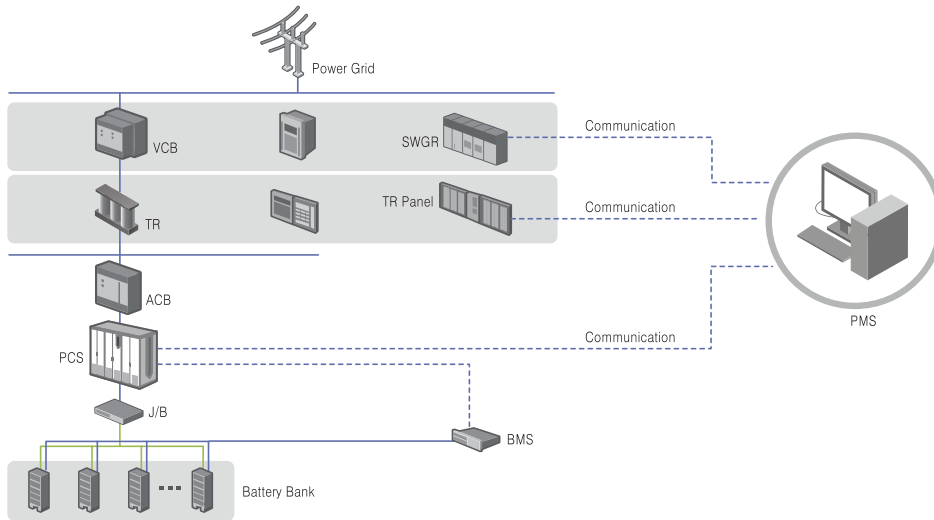 Power Grid
VCB
SWGR
Communication
TR
TR Panel
Communication
ACB
PMS
PCS
Communication
J/B
BMS
Battery Bank